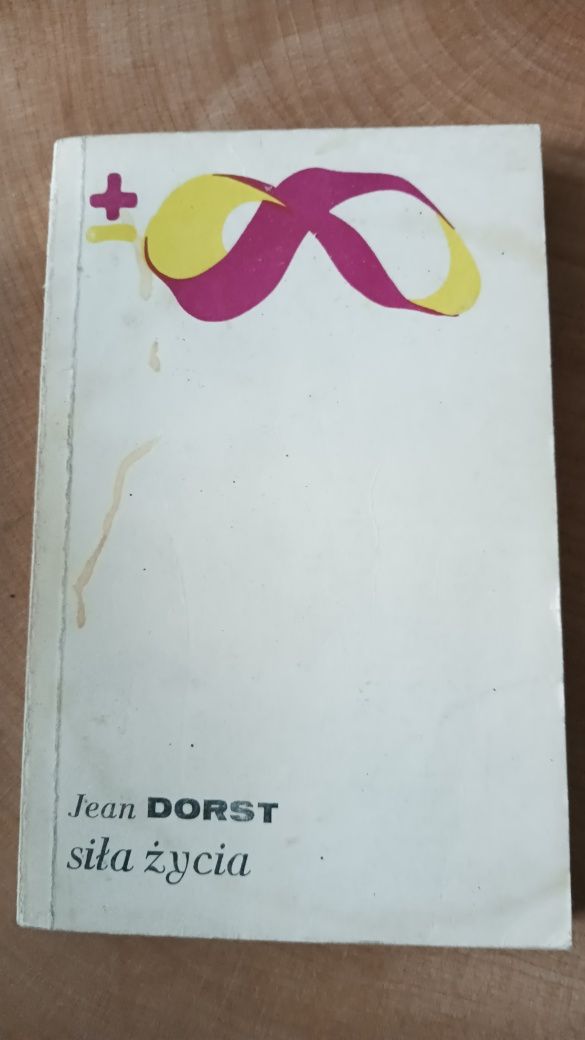 ±
Jean DORST
siła życia